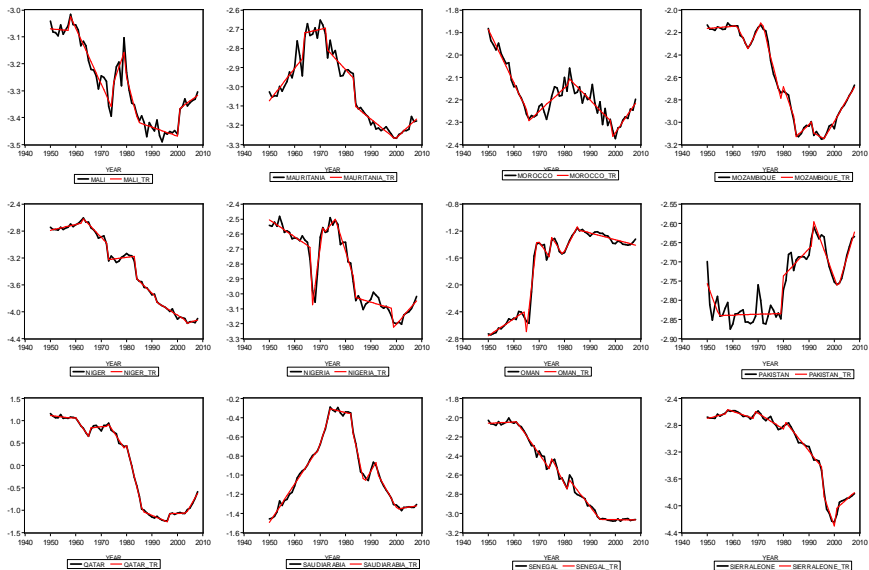 -3.0
-3.1
-3.2
-3.3
-3.4
-3.5
1940 1950 1960 1970 1980 1990 2000 2010
YEAR
MALI MALI_TR
-2.6
-2.7
-2.8
-2.9
-3.0
-3.1
-3.2
-3.3
1940 1950 1960 1970 1980 1990 2000 2010
YEAR
MAURITANIA MAURITANIA_TR
-1.8
-1.9
-2.0
-2.1
-2.2
-2.3
-2.4
1940 1950 1960 1970 1980 1990 2000 2010
YEAR
MOROCCO MOROCCO_TR
-2.0
-2.2
-2.4
-2.6
-2.8
-3.0
-3.2
1940 1950 1960 1970 1980 1990 2000 2010
YEAR
MOZAMBIQUE MOZAMBIQUE_TR
-2.4
-2.8
-3.2
-3.6
-4.0
-4.4
1940 1950 1960 1970 1980 1990 2000 2010
YEAR
NIGER NIGER_TR
-2.4
-2.5
-2.6
-2.7
-2.8
-2.9
-3.0
-3.1
-3.2
-3.3
1940 1950 1960 1970 1980 1990 2000 2010
YEAR
NIGERIA NIGERIA_TR
-0.8
-1.2
-1.6
-2.0
-2.4
-2.8
1940 1950 1960 1970 1980 1990 2000 2010
YEAR
OMAN OMAN_TR
-2.55
-2.60
-2.65
-2.70
-2.75
-2.80
-2.85
-2.90
1940 1950 1960 1970 1980 1990 2000 2010
YEAR
PAKISTAN PAKISTAN_TR
1.5
1.0
0.5
0.0
-0.5
-1.0
-1.5
1940 1950 1960 1970 1980 1990 2000 2010
YEAR
QATAR QATAR_TR
-0.2
-0.4
-0.6
-0.8
-1.0
-1.2
-1.4
-1.6
1940 1950 1960 1970 1980 1990 2000 2010
YEAR
SAUDIARABIA SAUDIARABIA_TR
-1.8
-2.0
-2.2
-2.4
-2.6
-2.8
-3.0
-3.2
1940 1950 1960 1970 1980 1990 2000 2010
YEAR
SENEGAL SENEGAL_TR
-2.4
-2.8
-3.2
-3.6
-4.0
-4.4
1940 1950 1960 1970 1980 1990 2000 2010
YEAR
SIERRALEONE SIERRALEONE_TR